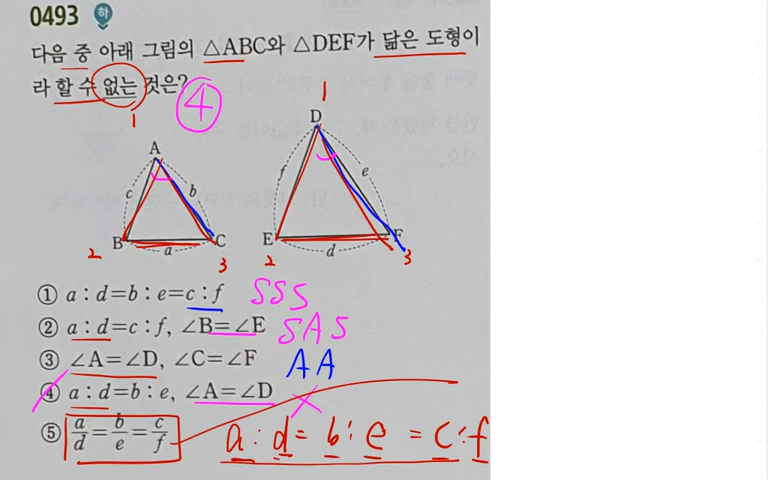 0493 하
다음 중 아래 그림의 △ABC와 △DEF가 닮은 도형이
라 할 수 없는 것은?
④
1
1
A
D
c
b
f
e
B
C
E
F
a
d
2
3
2
3
① a : d=b : e=c : f SSS
② a : d=c : f, ∠B=∠E SAS
③ ∠A=∠D, ∠C=∠F AA
④ a : d=b : e, ∠A=∠D ×
⑤ a/d=b/e=c/f a : d = b : e = c : f